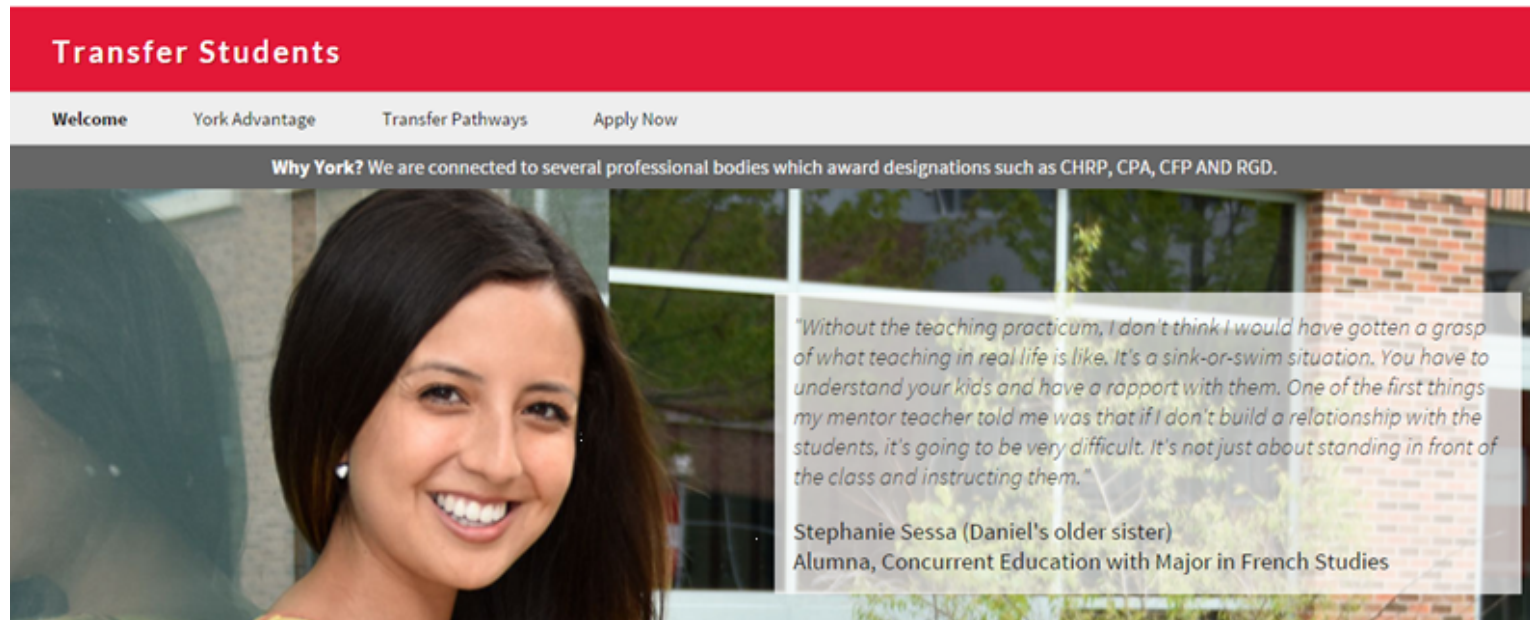 Transfer Students
Welcome York Advantage Transfer Pathways Apply Now
Why York? We are connected to several professional bodies which award designations such as CHRP, CPA, CFP AND RGD.
"Without the teaching practicum, I don't think I would have gotten a grasp
of what teaching in real life is like. It's a sink-or-swim situation. You have to
understand your kids and have a rapport with them. One of the first things
my mentor teacher told me was that if I don't build a relationship with the
students, it's going to be very difficult. It's not just about standing in front of
the class and instructing them."
Stephanie Sessa (Daniel's older sister)
Alumna, Concurrent Education with Major in French Studies